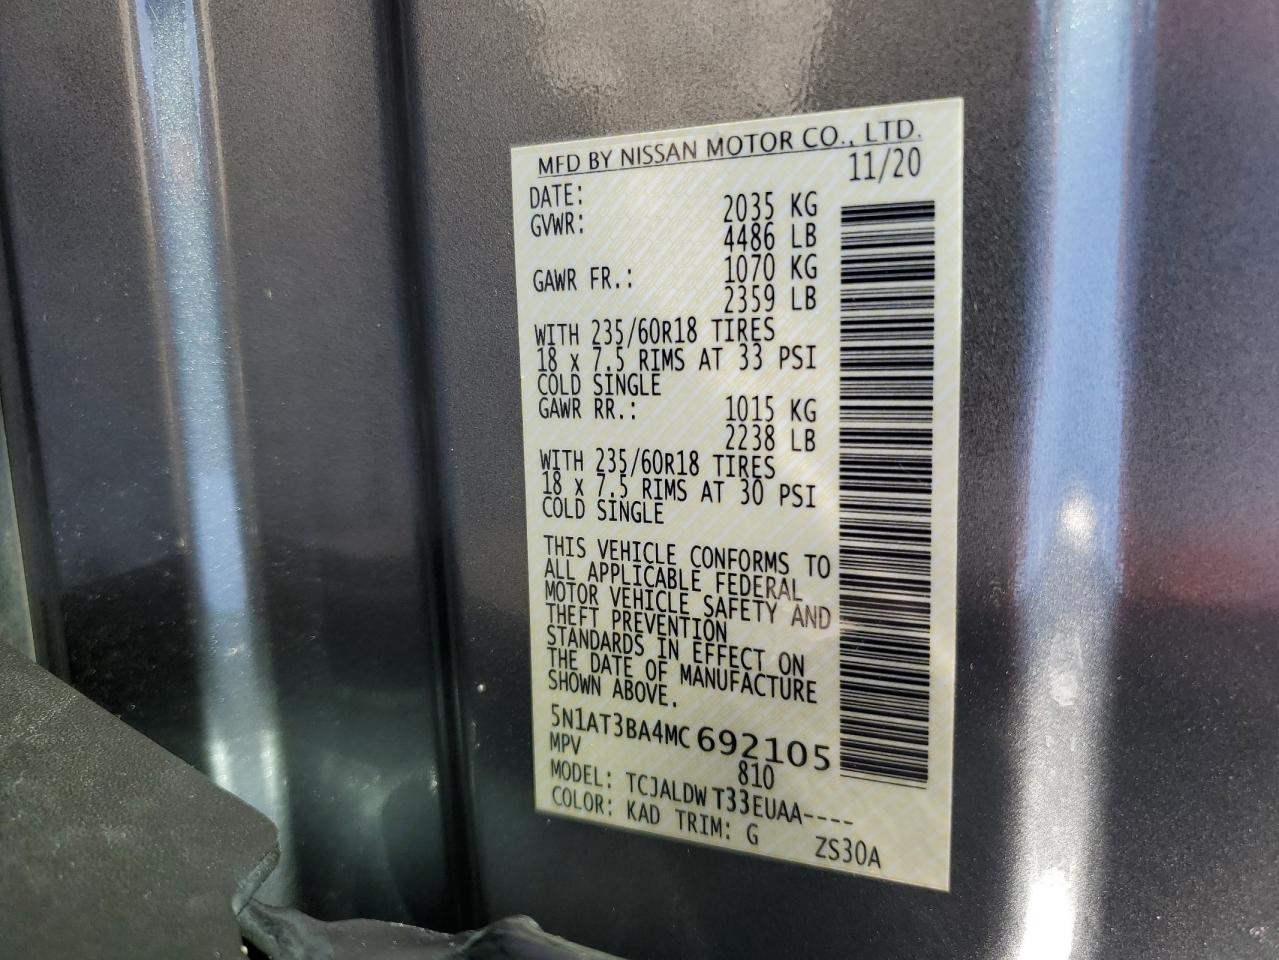 MFD BY NISSAN MOTOR CO., LTD.
DATE: 11/20
GVWR: 2035 KG
4486 LB
GAWR FR.: 1070 KG
2359 LB
WITH 235/60R18 TIRES
18 X 7.5 RIMS AT 33 PSI
COLD SINGLE
GAWR RR.: 1015 KG
2238 LB
WITH 235/60R18 TIRES
18 X 7.5 RIMS AT 30 PSI
COLD SINGLE
THIS VEHICLE CONFORMS TO
ALL APPLICABLE FEDERAL
MOTOR VEHICLE SAFETY AND
THEFT PREVENTION
STANDARDS IN EFFECT ON
THE DATE OF MANUFACTURE
SHOWN ABOVE.
5N1AT3BA4MC692105
MPV 810
MODEL: TCJALDWT33EUAA----
COLOR: KAD TRIM: G ZS30A